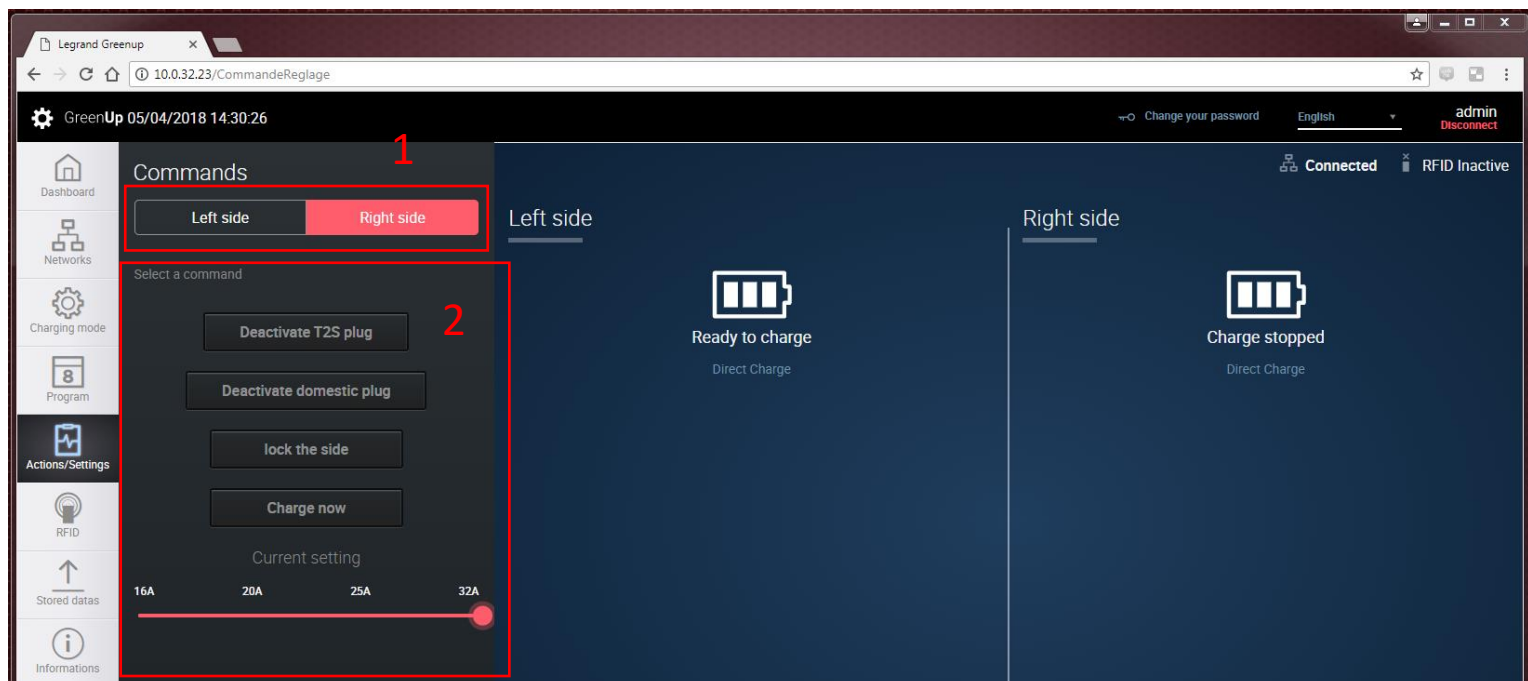 Legrand Greenup
10.0.32.23/CommandeReglage
GreenUp 05/04/2018 14:30:26
Change your password
English
admin
Disconnect
Dashboard
Networks
Charging mode
8
Program
Actions/Settings
RFID
Stored datas
Informations
Commands
1
Left side
Right side
Select a command
2
Deactivate T2S plug
Deactivate domestic plug
lock the side
Charge now
Current setting
16A 20A 25A 32A
Connected
RFID Inactive
Left side
Ready to charge
Direct Charge
Right side
Charge stopped
Direct Charge